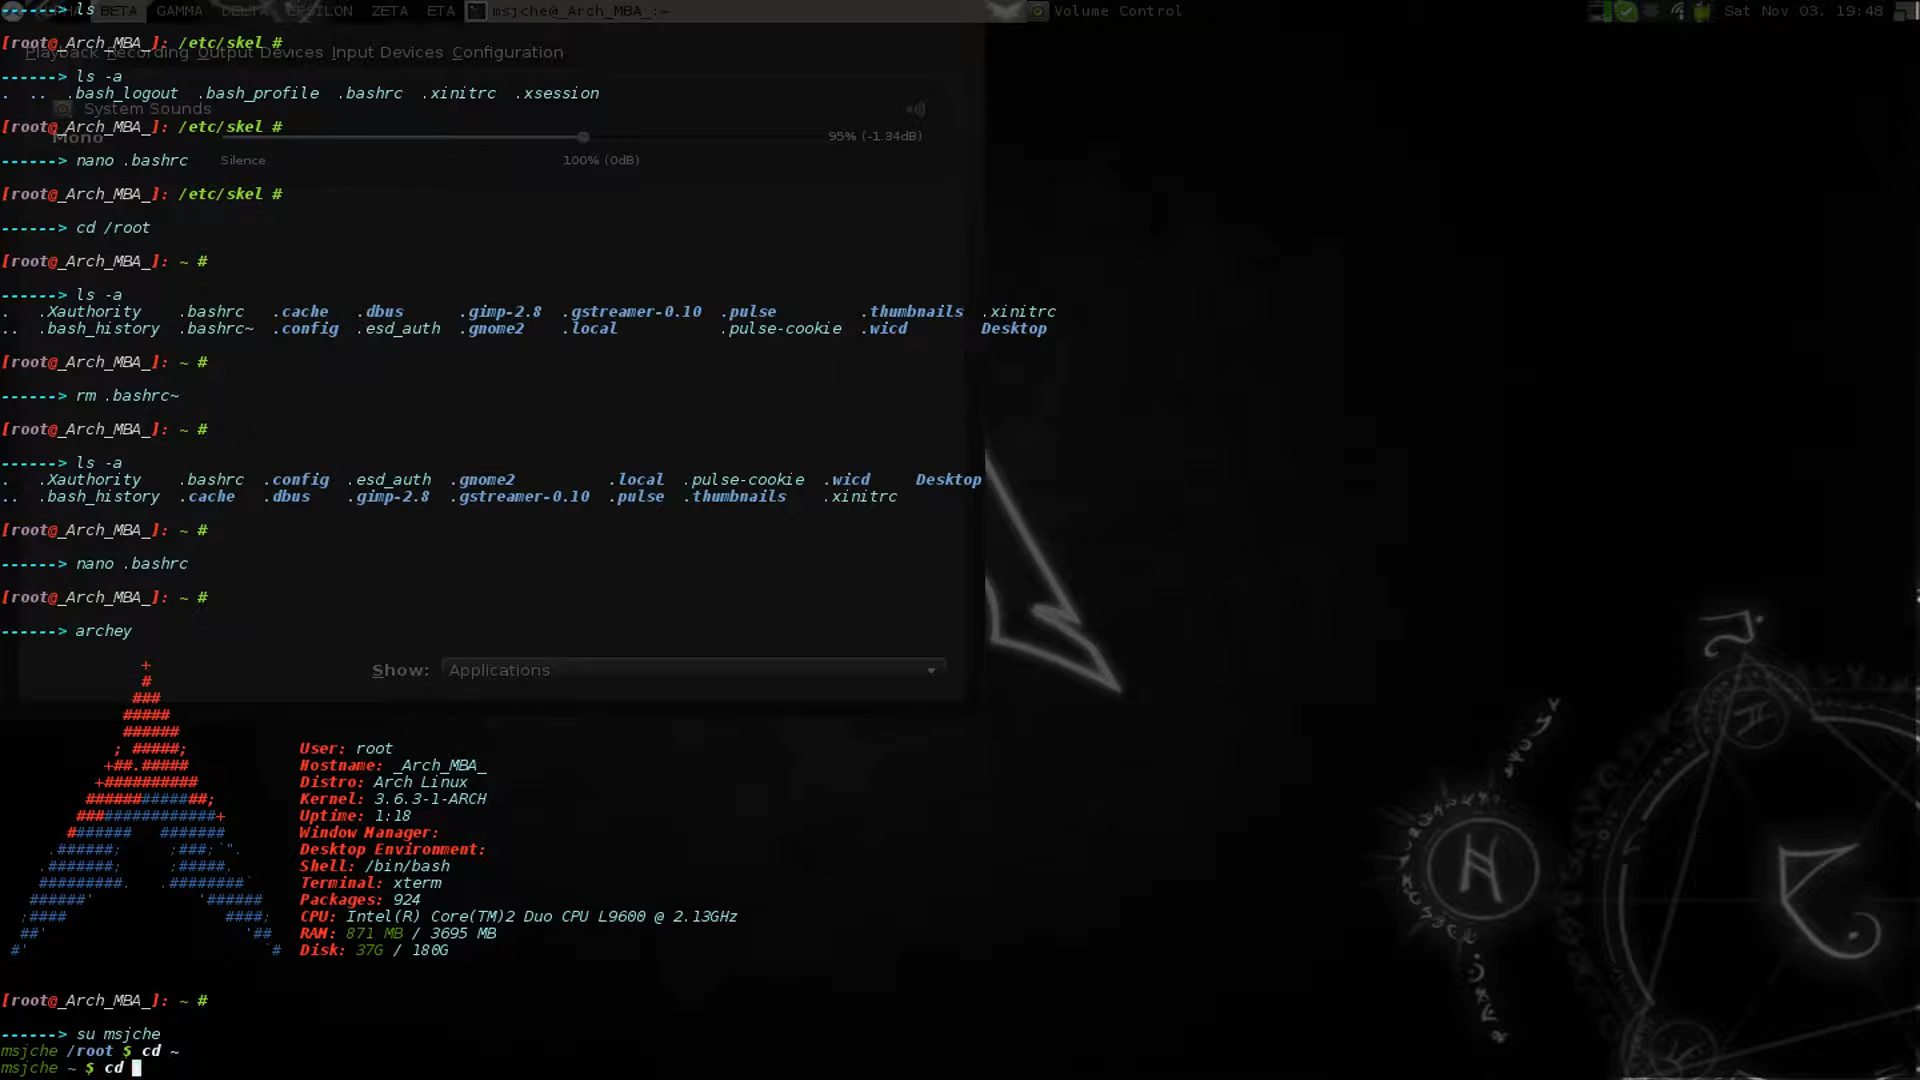 ------> ls
BETA GAMMA DELTA EPSILON ZETA ETA msjche@_Arch_MBA_:~ Volume Control Sat Nov 03, 19:48
[root@_Arch_MBA_]: /etc/skel #
Playback Recording Output Devices Input Devices Configuration
------> ls -a
. .. .bash_logout .bash_profile .bashrc .xinitrc .xsession
System Sounds
[root@_Arch_MBA_]: /etc/skel #
Mono 95% (-1.34dB)
------> nano .bashrc
Silence 100% (0dB)
[root@_Arch_MBA_]: /etc/skel #
------> cd /root
[root@_Arch_MBA_]: ~ #
------> ls -a
. .Xauthority .bashrc .cache .dbus .gimp-2.8 .gstreamer-0.10 .pulse .thumbnails .xinitrc
.. .bash_history .bashrc~ .config .esd_auth .gnome2 .local .pulse-cookie .wicd Desktop
[root@_Arch_MBA_]: ~ #
------> rm .bashrc~
[root@_Arch_MBA_]: ~ #
------> ls -a
. .Xauthority .bashrc .config .esd_auth .gnome2 .local .pulse-cookie .wicd Desktop
.. .bash_history .cache .dbus .gimp-2.8 .gstreamer-0.10 .pulse .thumbnails .xinitrc
[root@_Arch_MBA_]: ~ #
------> nano .bashrc
[root@_Arch_MBA_]: ~ #
------> archey
Show: Applications
User: root
Hostname: _Arch_MBA_
Distro: Arch Linux
Kernel: 3.6.3-1-ARCH
Uptime: 1:18
Window Manager:
Desktop Environment:
Shell: /bin/bash
Terminal: xterm
Packages: 924
CPU: Intel(R) Core(TM)2 Duo CPU L9600 @ 2.13GHz
RAM: 871 MB / 3695 MB
Disk: 37G / 180G
[root@_Arch_MBA_]: ~ #
------> su msjche
msjche /root $ cd ~
msjche ~ $ cd